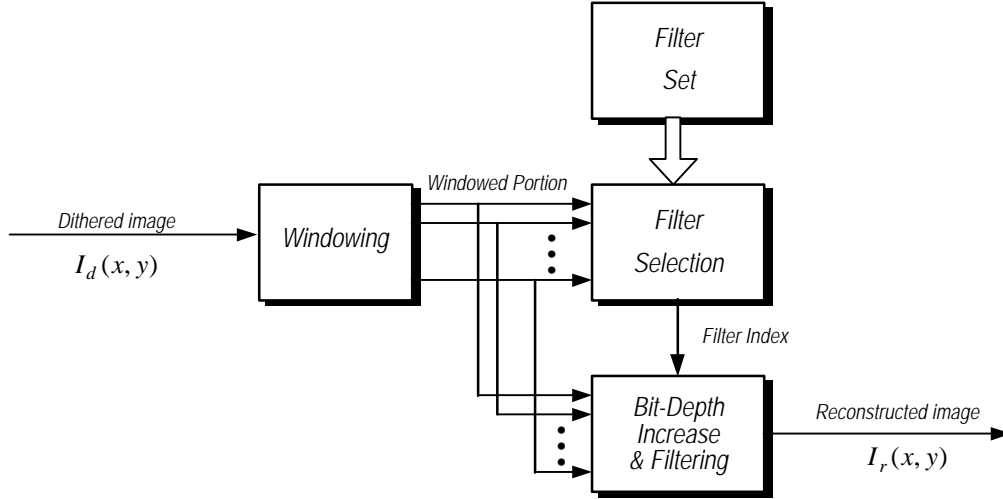 Filter
Set
Windowed Portion
Dithered image
I_d(x, y)
Windowing
Filter
Selection
Filter Index
Bit-Depth
Increase
& Filtering
Reconstructed image
I_r(x, y)